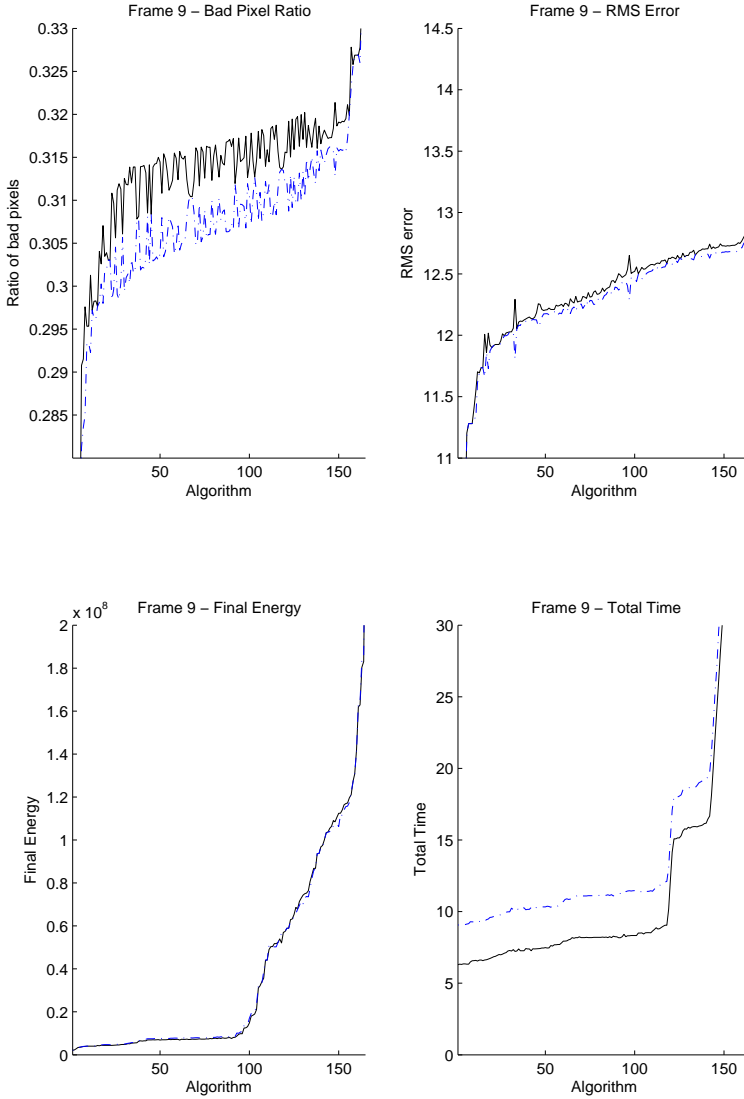 Frame 9 – Bad Pixel Ratio
0.33
0.325
0.32
0.315
0.31
0.305
0.3
0.295
0.29
0.285
Ratio of bad pixels
50 100 150
Algorithm
Frame 9 – RMS Error
14.5
14
13.5
13
12.5
12
11.5
11
RMS error
50 100 150
Algorithm
Frame 9 – Final Energy
x 10^8
2
1.8
1.6
1.4
1.2
1
0.8
0.6
0.4
0.2
0
Final Energy
50 100 150
Algorithm
Frame 9 – Total Time
30
25
20
15
10
5
0
Total Time
50 100 150
Algorithm